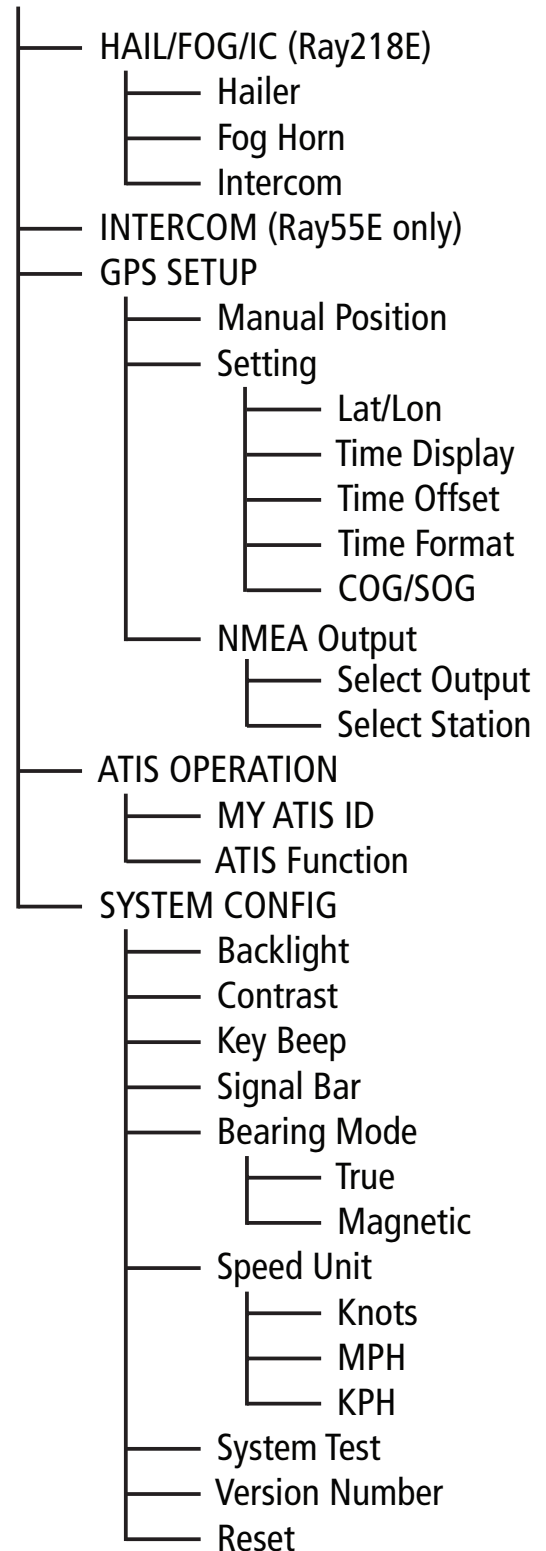 HAIL/FOG/IC (Ray218E)
Hailer
Fog Horn
Intercom
INTERCOM (Ray55E only)
GPS SETUP
Manual Position
Setting
Lat/Lon
Time Display
Time Offset
Time Format
COG/SOG
NMEA Output
Select Output
Select Station
ATIS OPERATION
MY ATIS ID
ATIS Function
SYSTEM CONFIG
Backlight
Contrast
Key Beep
Signal Bar
Bearing Mode
True
Magnetic
Speed Unit
Knots
MPH
KPH
System Test
Version Number
Reset